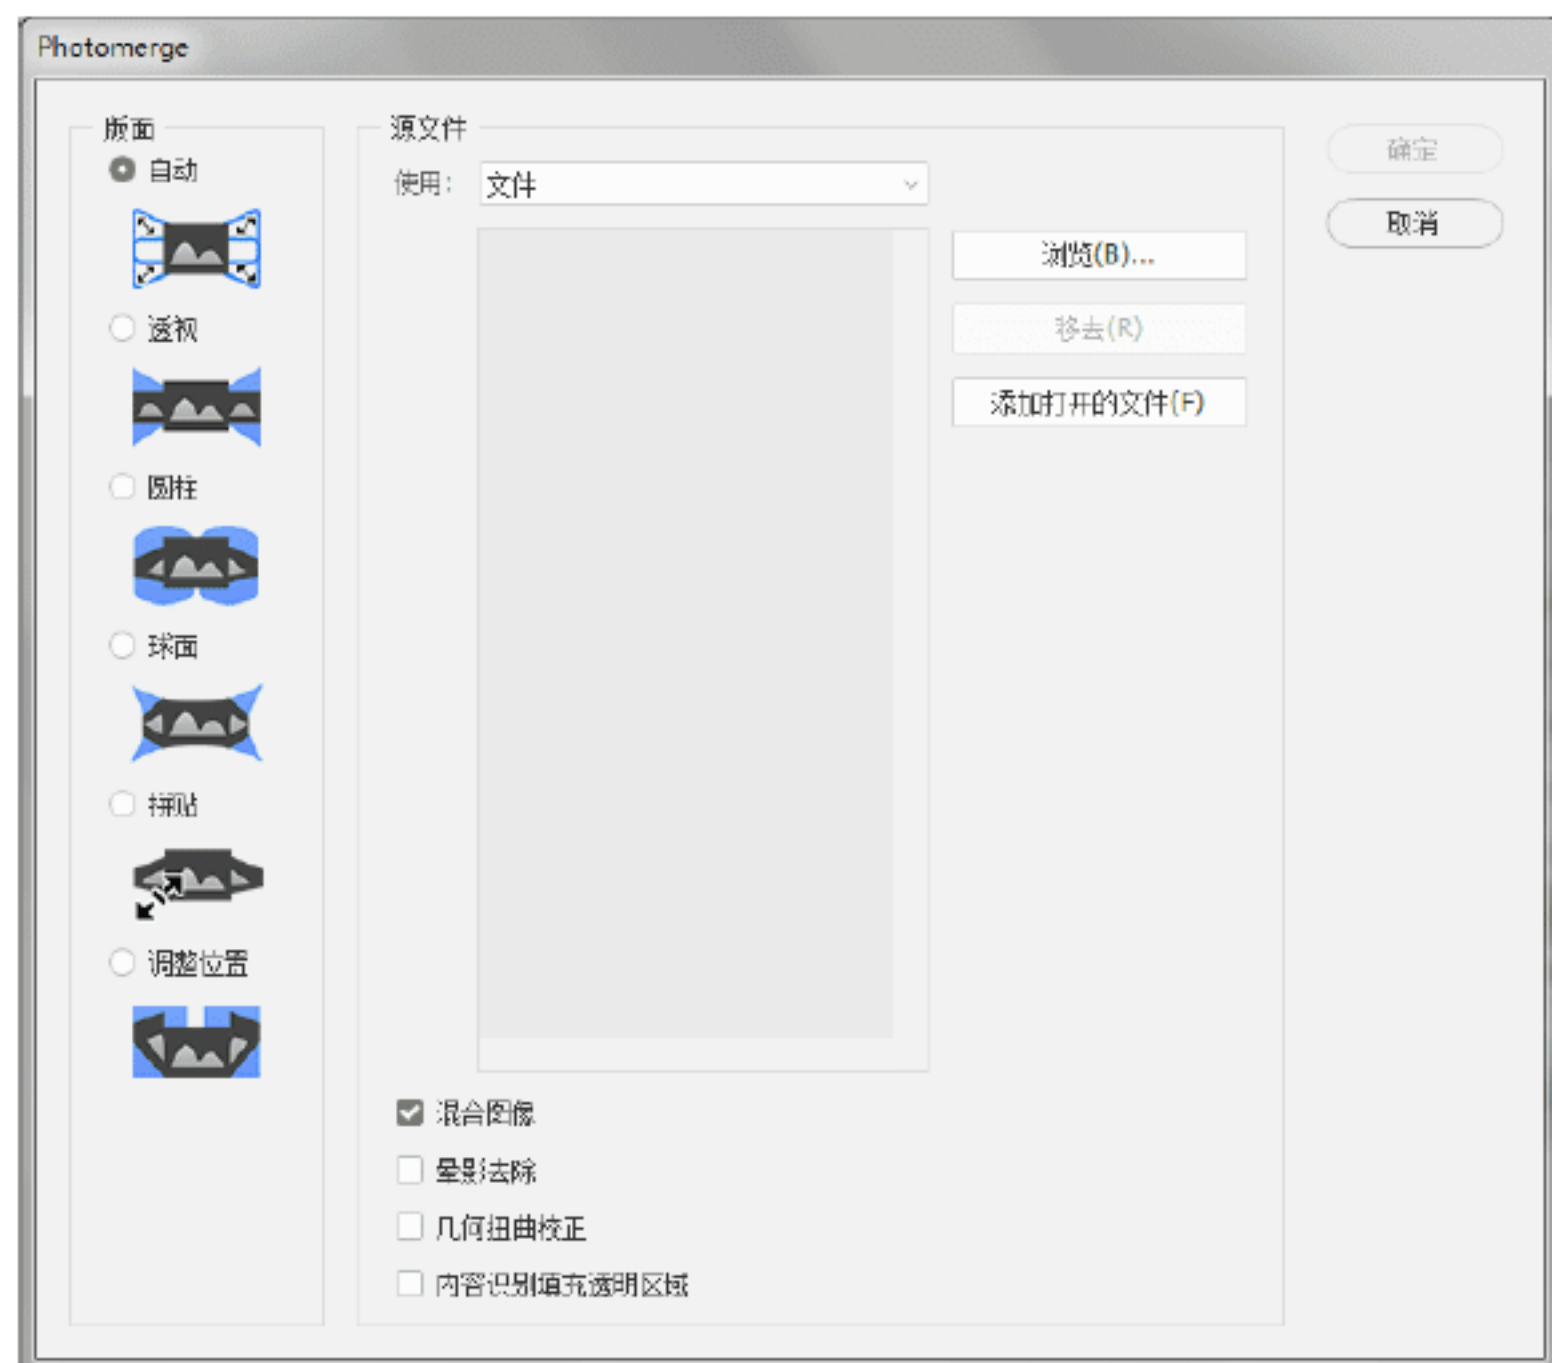 Photomerge
版面
自动
透视
圆柱
球面
拼贴
调整位置
源文件
使用: 文件
浏览(B)...
移去(R)
添加打开的文件(F)
混合图像
晕影去除
几何扭曲校正
内容识别填充透明区域
确定
取消